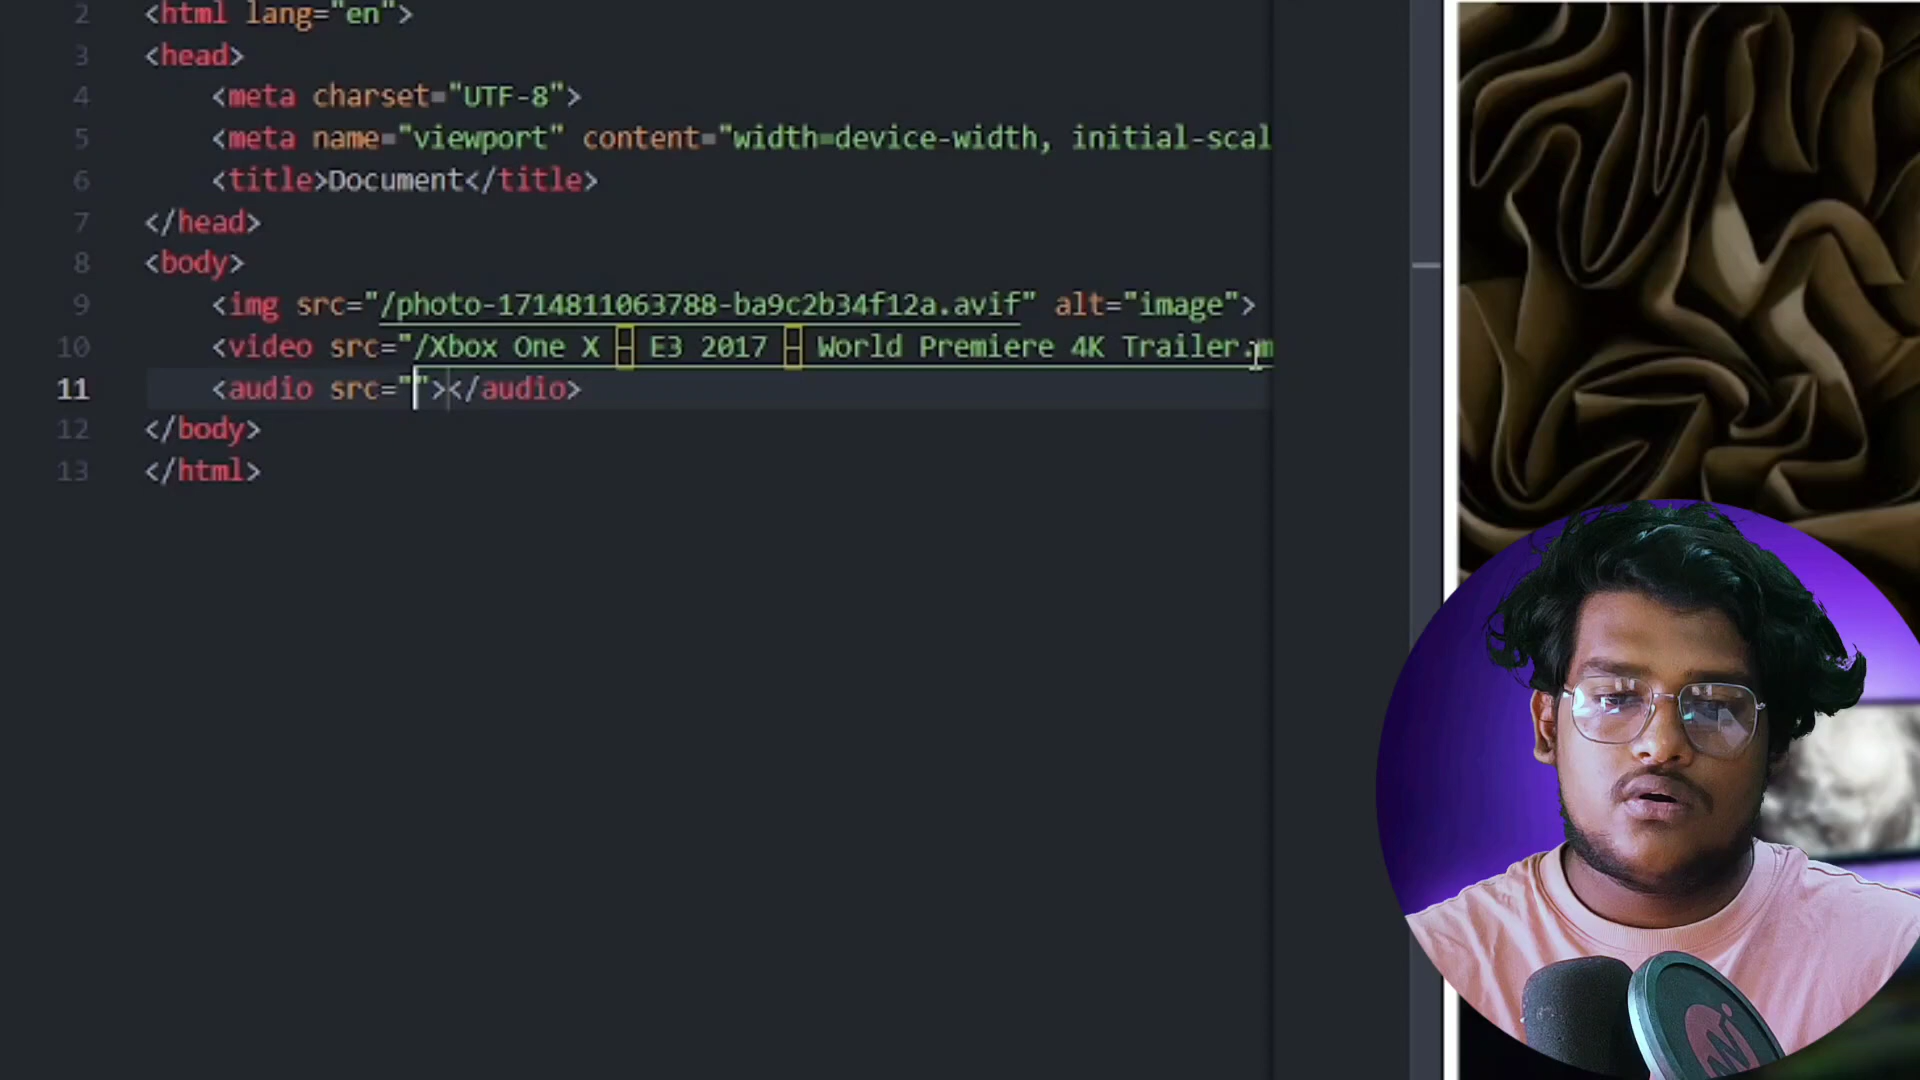 2 <html lang="en">
3 <head>
4 <meta charset="UTF-8">
5 <meta name="viewport" content="width=device-width, initial-scal
6 <title>Document</title>
7 </head>
8 <body>
9 <img src="/photo-1714811063788-ba9c2b34f12a.avif" alt="image">
10 <video src="/Xbox One X E3 2017 World Premiere 4K Trailer.m
11 <audio src=""></audio>
12 </body>
13 </html>